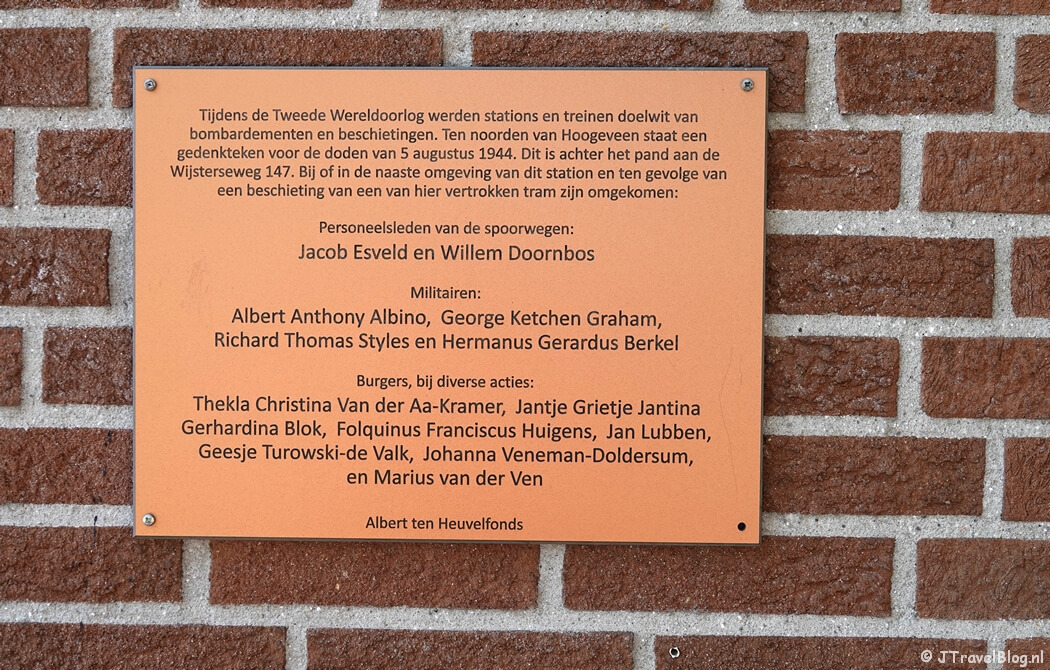 Tijdens de Tweede Wereldoorlog werden stations en treinen doelwit van
bombardementen en beschietingen. Ten noorden van Hoogeveen staat een
gedenkteken voor de doden van 5 augustus 1944. Dit is achter het pand aan de
Wijsterseweg 147. Bij of in de naaste omgeving van dit station en ten gevolge van
een beschieting van een van hier vertrokken tram zijn omgekomen:
Personeelsleden van de spoorwegen:
Jacob Esveld en Willem Doornbos
Militairen:
Albert Anthony Albino, George Ketchen Graham,
Richard Thomas Styles en Hermanus Gerardus Berkel
Burgers, bij diverse acties:
Thekla Christina Van der Aa-Kramer, Jantje Grietje Jantina
Gerhardina Blok, Folquinus Franciscus Huigens, Jan Lubben,
Geesje Turowski-de Valk, Johanna Veneman-Doldersum,
en Marius van der Ven
Albert ten Heuvelfonds
© JTravelBlog.nl